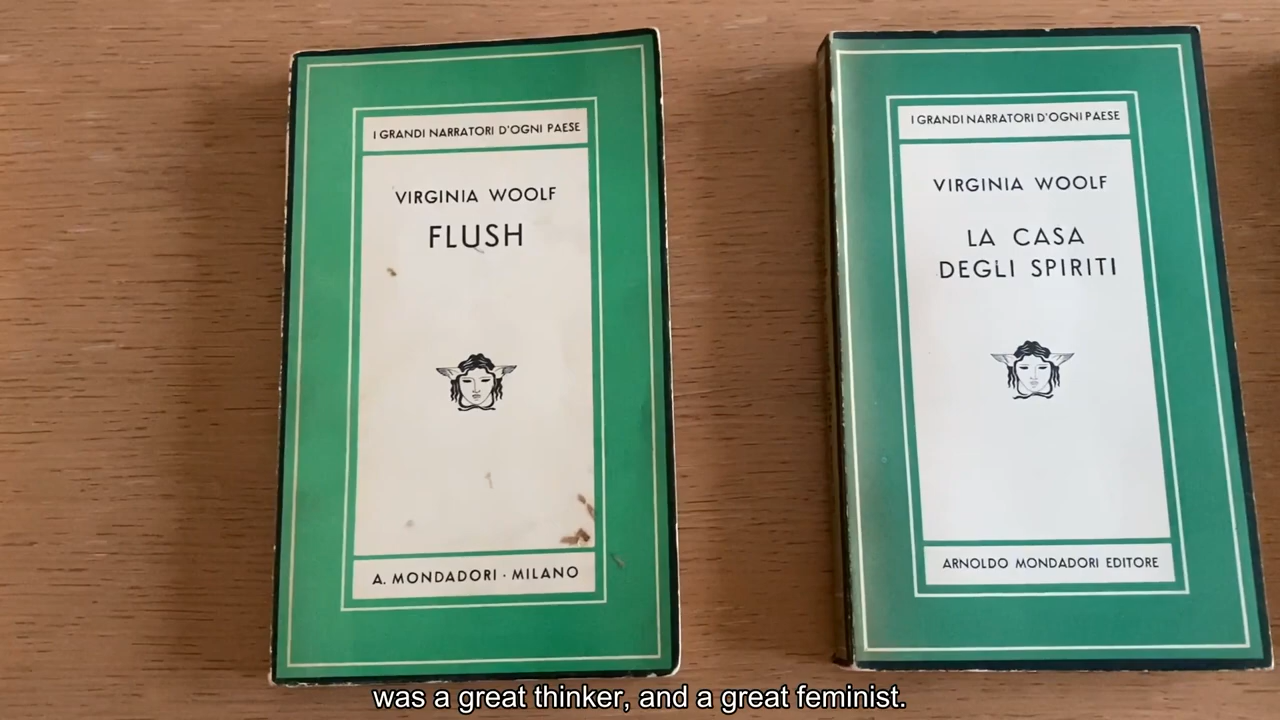 I GRANDI NARRATORI D'OGNI PAESE
VIRGINIA WOOLF
FLUSH
A. MONDADORI · MILANO
I GRANDI NARRATORI D'OGNI PAESE
VIRGINIA WOOLF
LA CASA
DEGLI SPIRITI
ARNOLDO MONDADORI EDITORE
was a great thinker, and a great feminist.